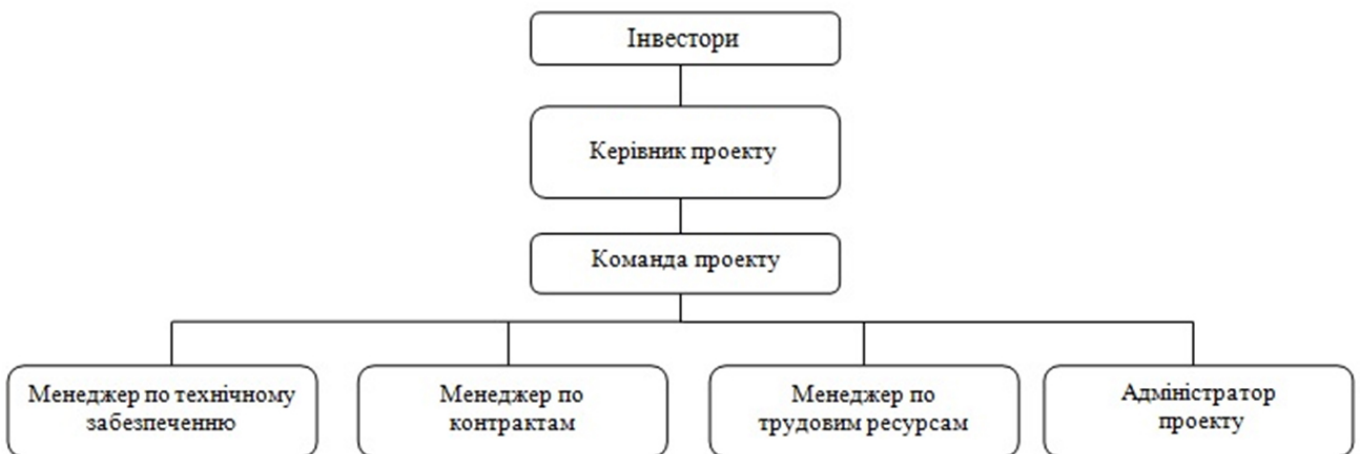 Інвестори
Керівник проекту
Команда проекту
Менеджер по технічному
забезпеченню
Менеджер по
контрактам
Менеджер по
трудовим ресурсам
Адміністратор
проекту